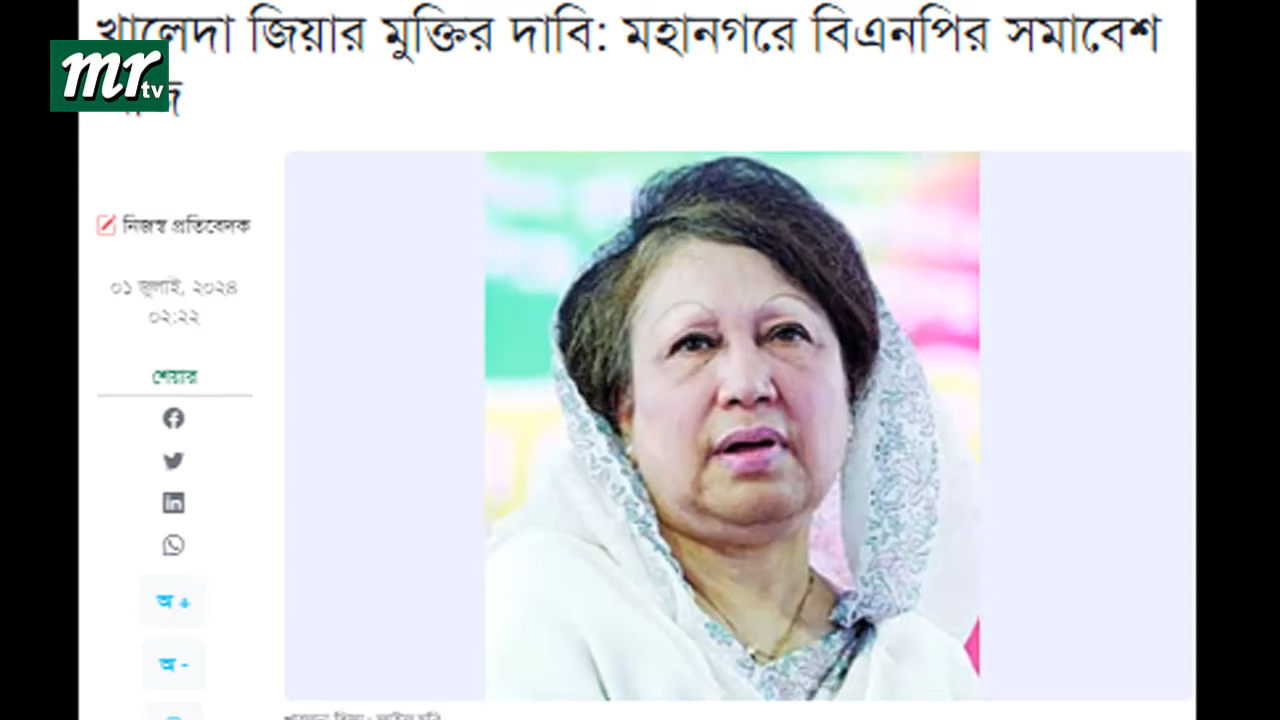 খালেদা জিয়ার মুক্তির দাবি: মহানগরে বিএনপির সমাবেশ
mr tv
নিজস্ব প্রতিবেদক
০১ জুলাই, ২০২৪
০২:২২
শেয়ার
অ +
অ -